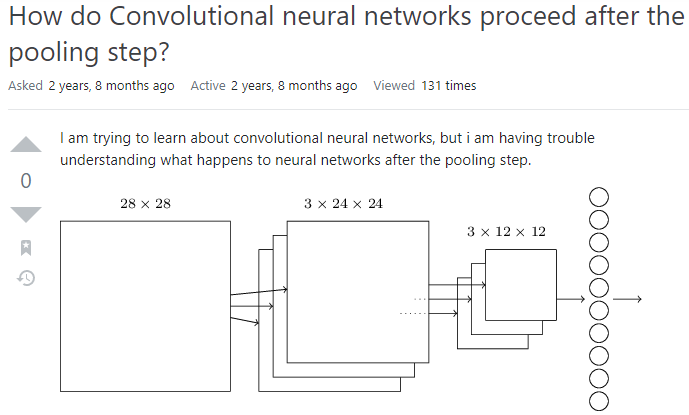 How do Convolutional neural networks proceed after the
pooling step?
Asked 2 years, 8 months ago Active 2 years, 8 months ago Viewed 131 times
I am trying to learn about convolutional neural networks, but i am having trouble
understanding what happens to neural networks after the pooling step.
0
28 × 28
3 × 24 × 24
3 × 12 × 12